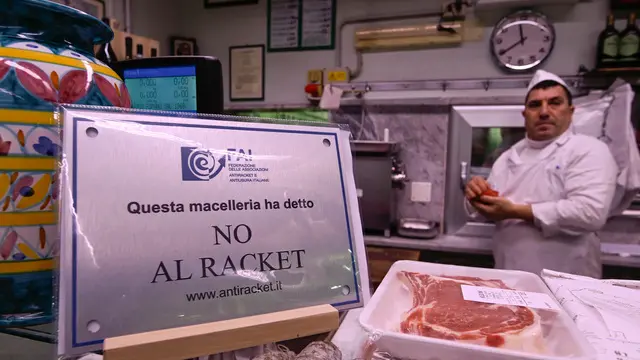 FAI
FEDERAZIONE
DELLE ASSOCIAZIONI
ANTIRACKET E
ANTIUSURA ITALIANE
Questa macelleria ha detto
NO
AL RACKET
www.antiracket.it